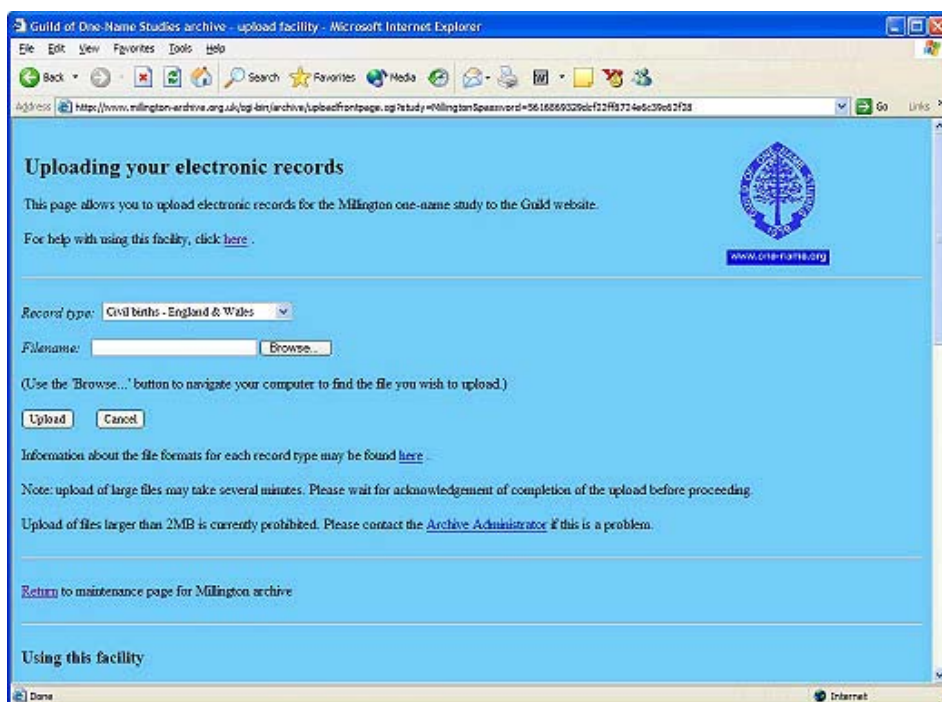 Guild of One-Name Studies archive - upload facility - Microsoft Internet Explorer
File Edit View Favorites Tools Help
Back Search Favorites Media
Address Go Links
Uploading your electronic records
This page allows you to upload electronic records for the Millington one-name study to the Guild website.
For help with using this facility, click here .
GUILD OF ONE-NAME STUDIES
1979
www.one-name.org
Record type: Civil births - England & Wales
Filename: Browse...
(Use the 'Browse...' button to navigate your computer to find the file you wish to upload.)
Upload Cancel
Information about the file formats for each record type may be found here .
Note: upload of large files may take several minutes. Please wait for acknowledgement of completion of the upload before proceeding.
Upload of files larger than 2MB is currently prohibited. Please contact the Archive Administrator if this is a problem.
Return to maintenance page for Millington archive
Using this facility
Done Internet